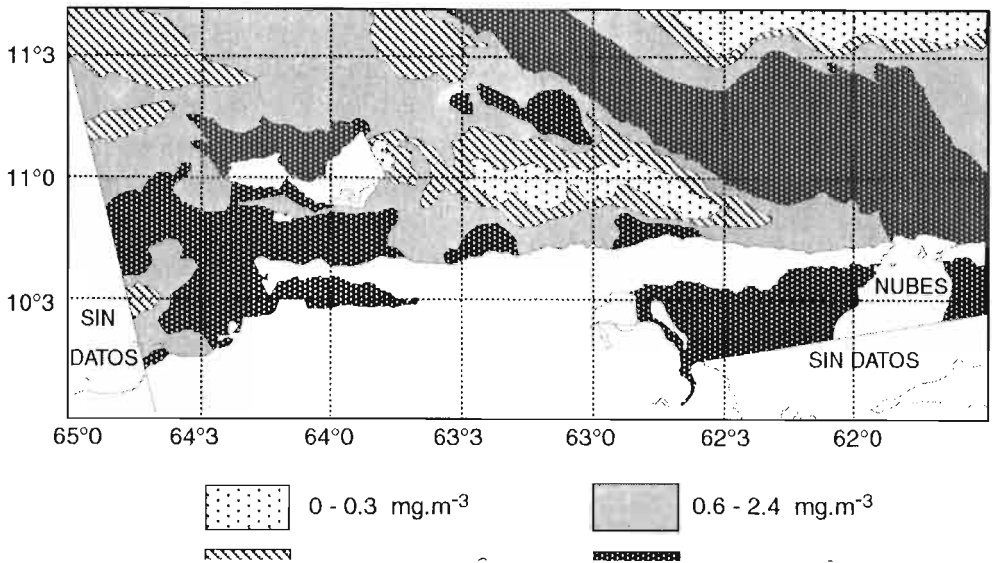 11°3
11°0
10°3
SIN
DATOS
NUBES
SIN DATOS
65°0 64°3 64°0 63°3 63°0 62°3 62°0
0 - 0.3 mg.m-3 0.6 - 2.4 mg.m-3